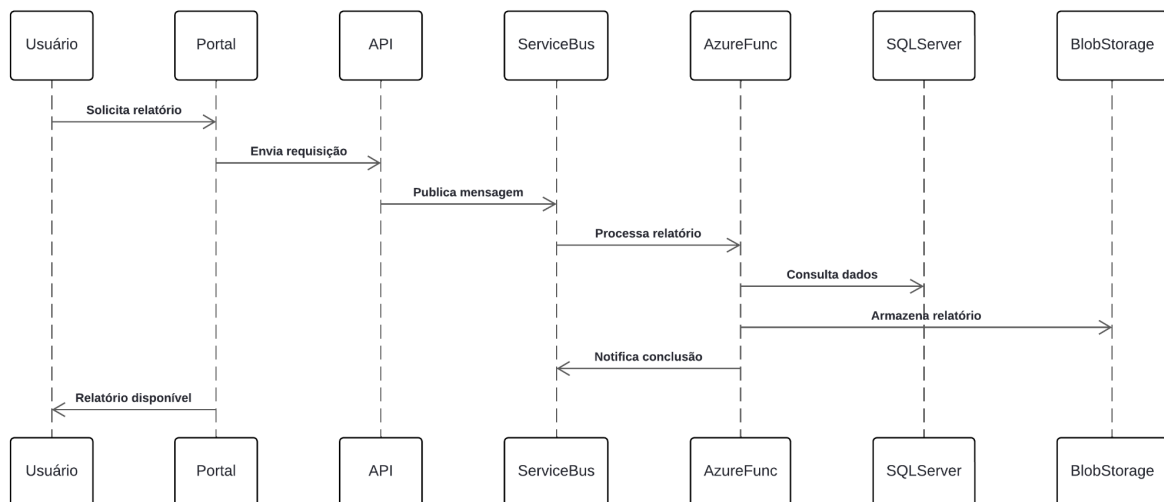 Usuário
Portal
API
ServiceBus
AzureFunc
SQLServer
BlobStorage
Solicita relatório
Envia requisição
Publica mensagem
Processa relatório
Consulta dados
Armazena relatório
Notifica conclusão
Relatório disponível
Usuário
Portal
API
ServiceBus
AzureFunc
SQLServer
BlobStorage